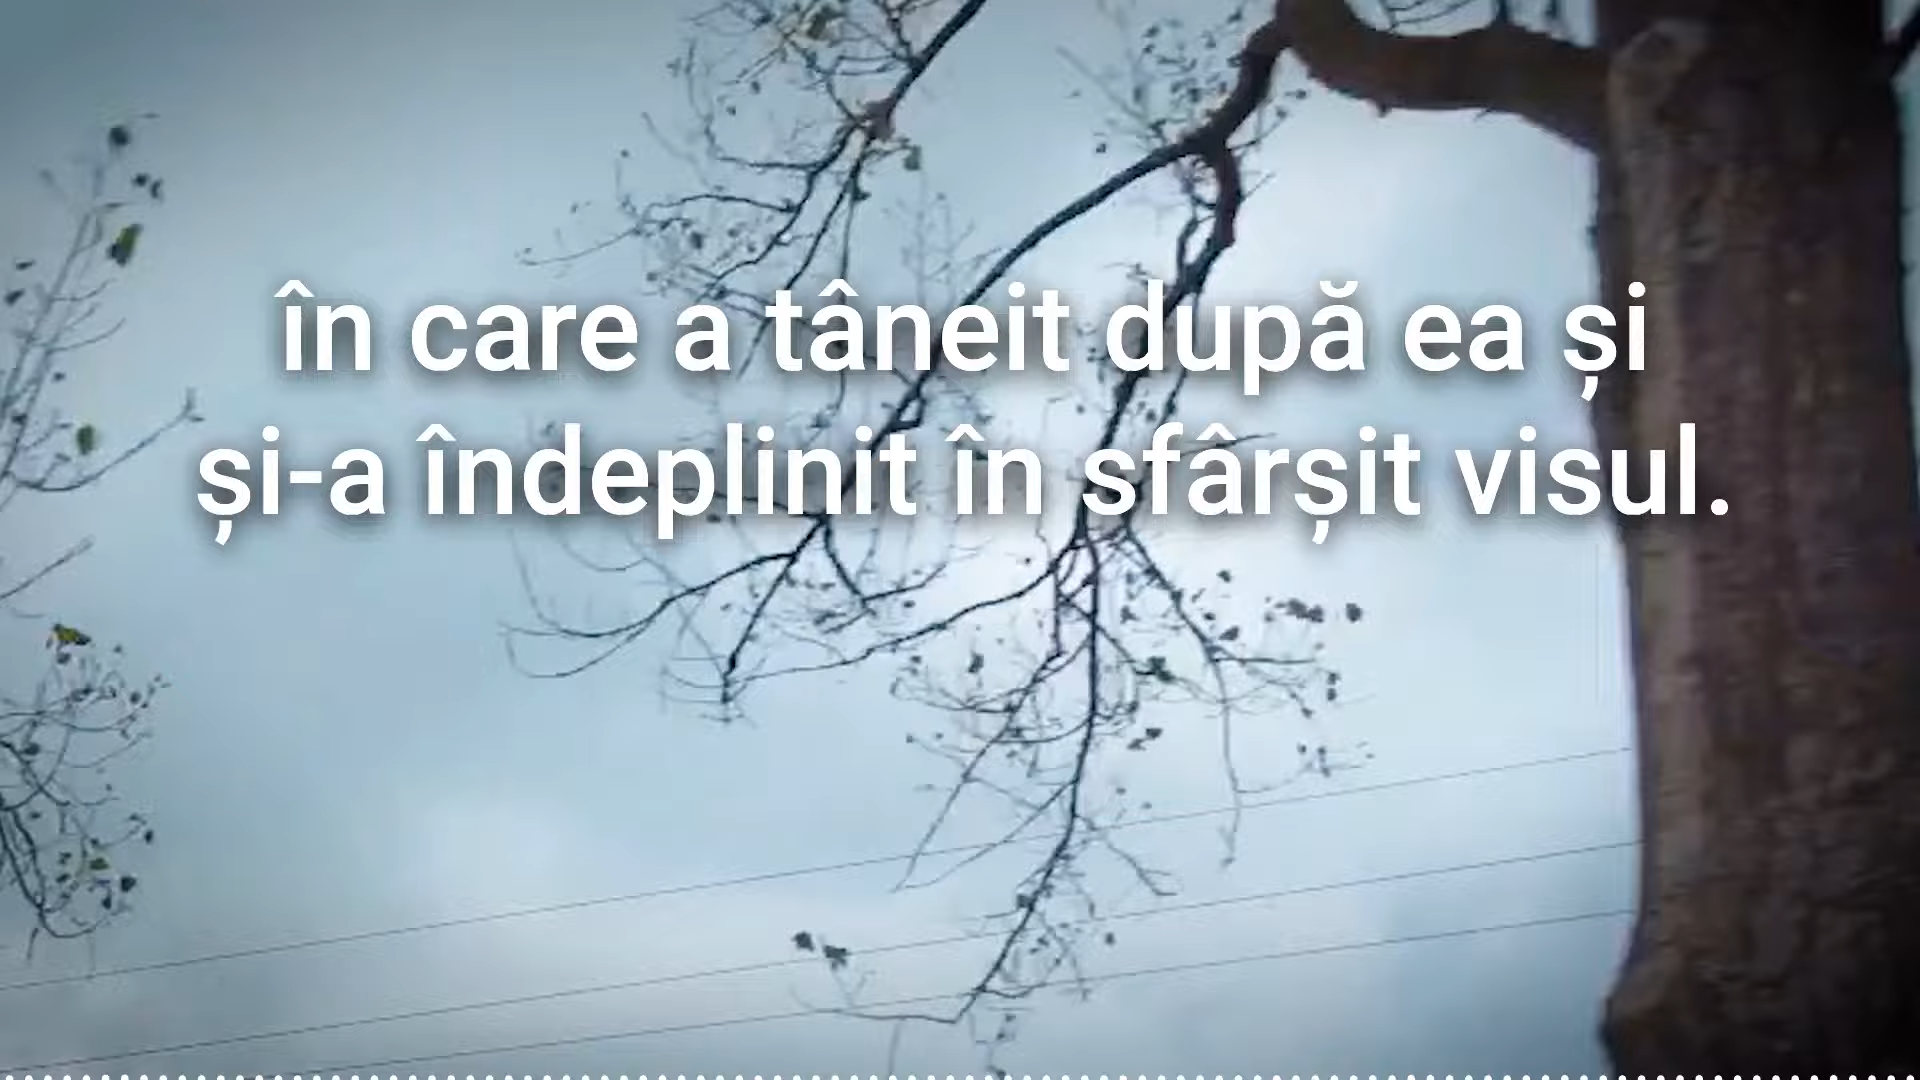 în care a tâneit după ea și
și-a îndeplinit în sfârșit visul.